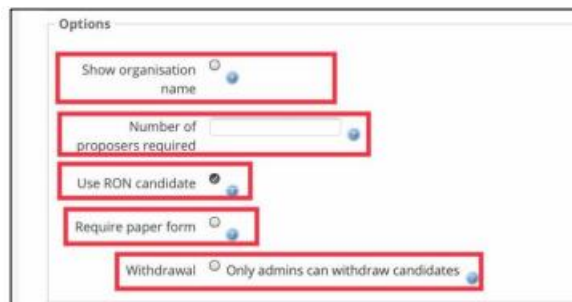 Options
Show organisation
name
Number of
proposers required
Use RON candidate
Require paper form
Withdrawal Only admins can withdraw candidates